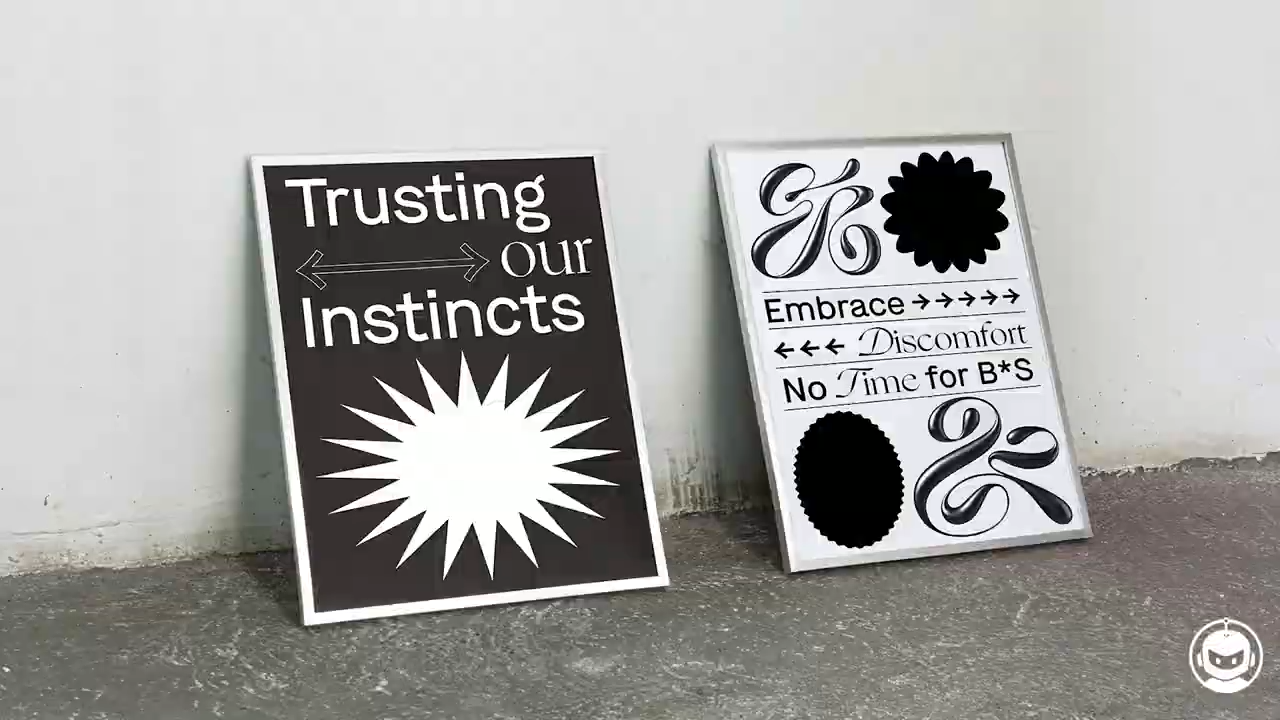 Trusting
our
Instincts
Embrace →→→→→
←←← Discomfort
No Time for B*S